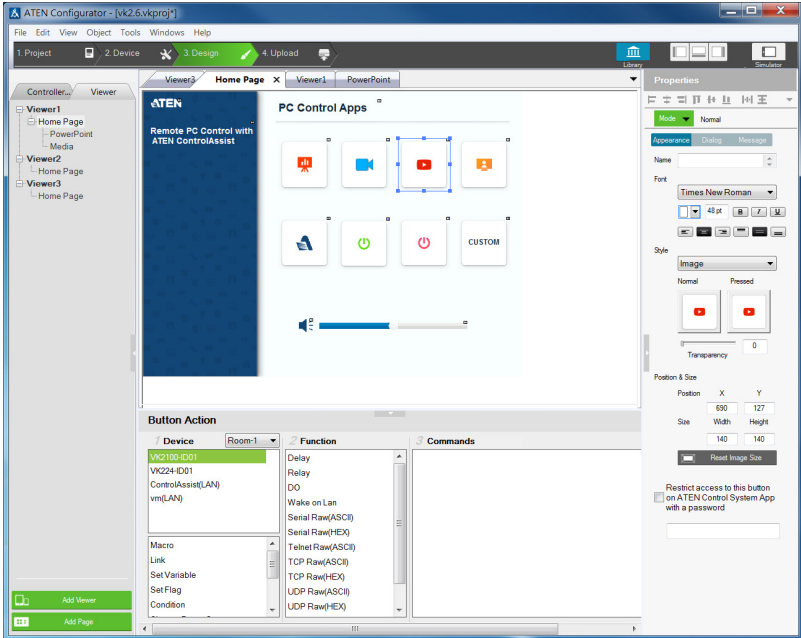 ATEN Configurator - [vk2.6.vkproj*]
File Edit View Object Tools Windows Help
1. Project
2. Device
3. Design
4. Upload
Library
Simulator
Controller...
Viewer
Viewer1
Home Page
PowerPoint
Media
Viewer2
Home Page
Viewer3
Home Page
Add Viewer
Add Page
Viewer3
Home Page
Viewer1
PowerPoint
ATEN
Remote PC Control with
ATEN ControlAssist
PC Control Apps
CUSTOM
Button Action
1 Device
Room-1
VK2100-ID01
VK224-ID01
ControlAssist(LAN)
vm(LAN)
Macro
Link
Set Variable
Set Flag
Condition
2 Function
Delay
Relay
DO
Wake on Lan
Serial Raw(ASCII)
Serial Raw(HEX)
Telnet Raw(ASCII)
TCP Raw(ASCII)
TCP Raw(HEX)
UDP Raw(ASCII)
UDP Raw(HEX)
3 Commands
Properties
Mode
Normal
Appearance
Dialog
Message
Name
Font
Times New Roman
48 pt
B I U
Style
Image
Normal
Pressed
0
Transparency
Position & Size
Position X Y
690 127
Size Width Height
140 140
Reset Image Size
Restrict access to this button
on ATEN Control System App
with a password